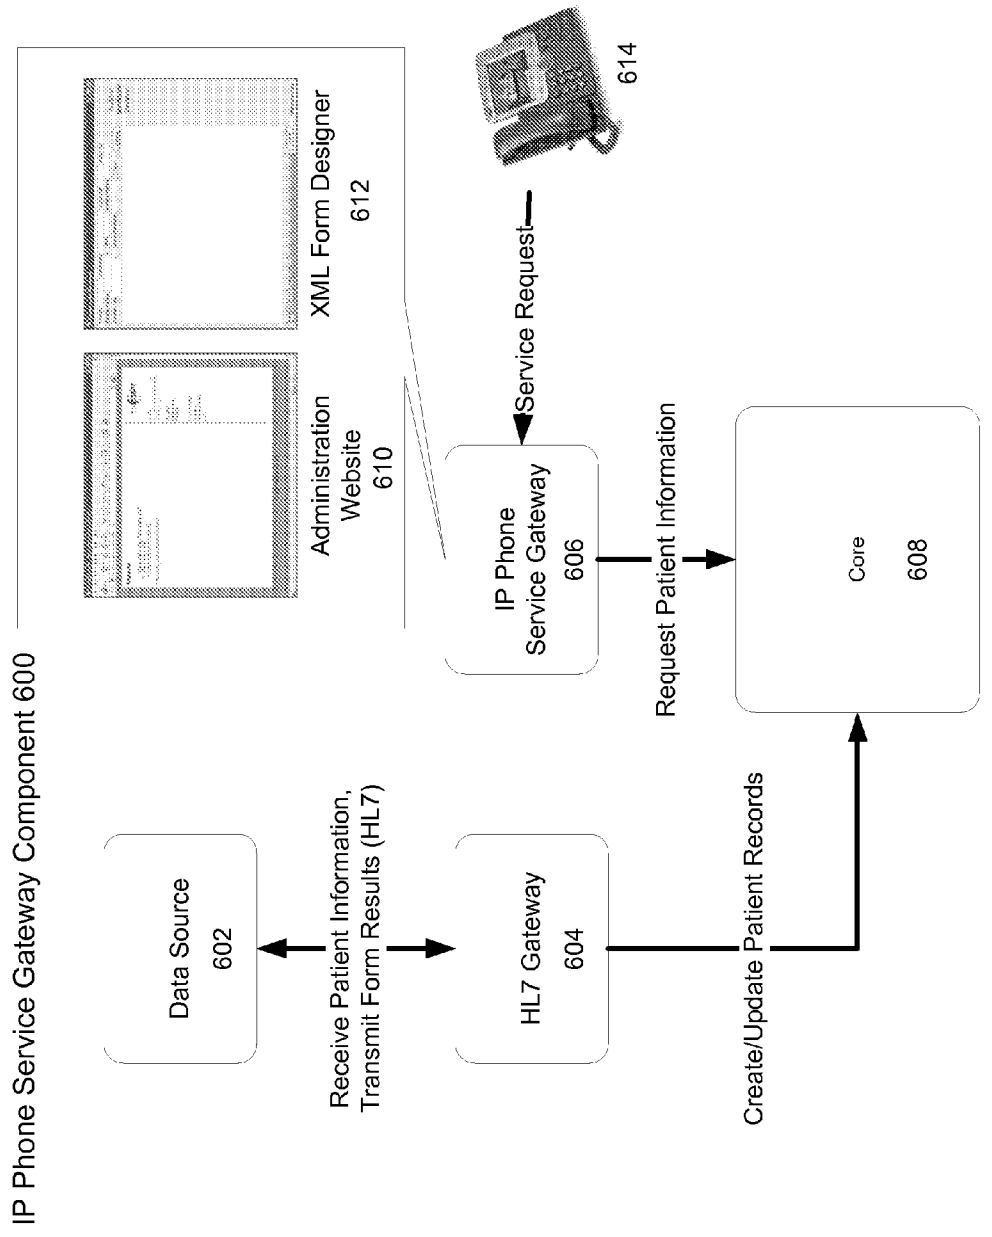 IP Phone Service Gateway Component 600
Data Source
602
Receive Patient Information,
Transmit Form Results (HL7)
HL7 Gateway
604
Create/Update Patient Records
Administration
Website
610
XML Form Designer
612
IP Phone
Service Gateway
606
Service Request
614
Request Patient Information
Core
608